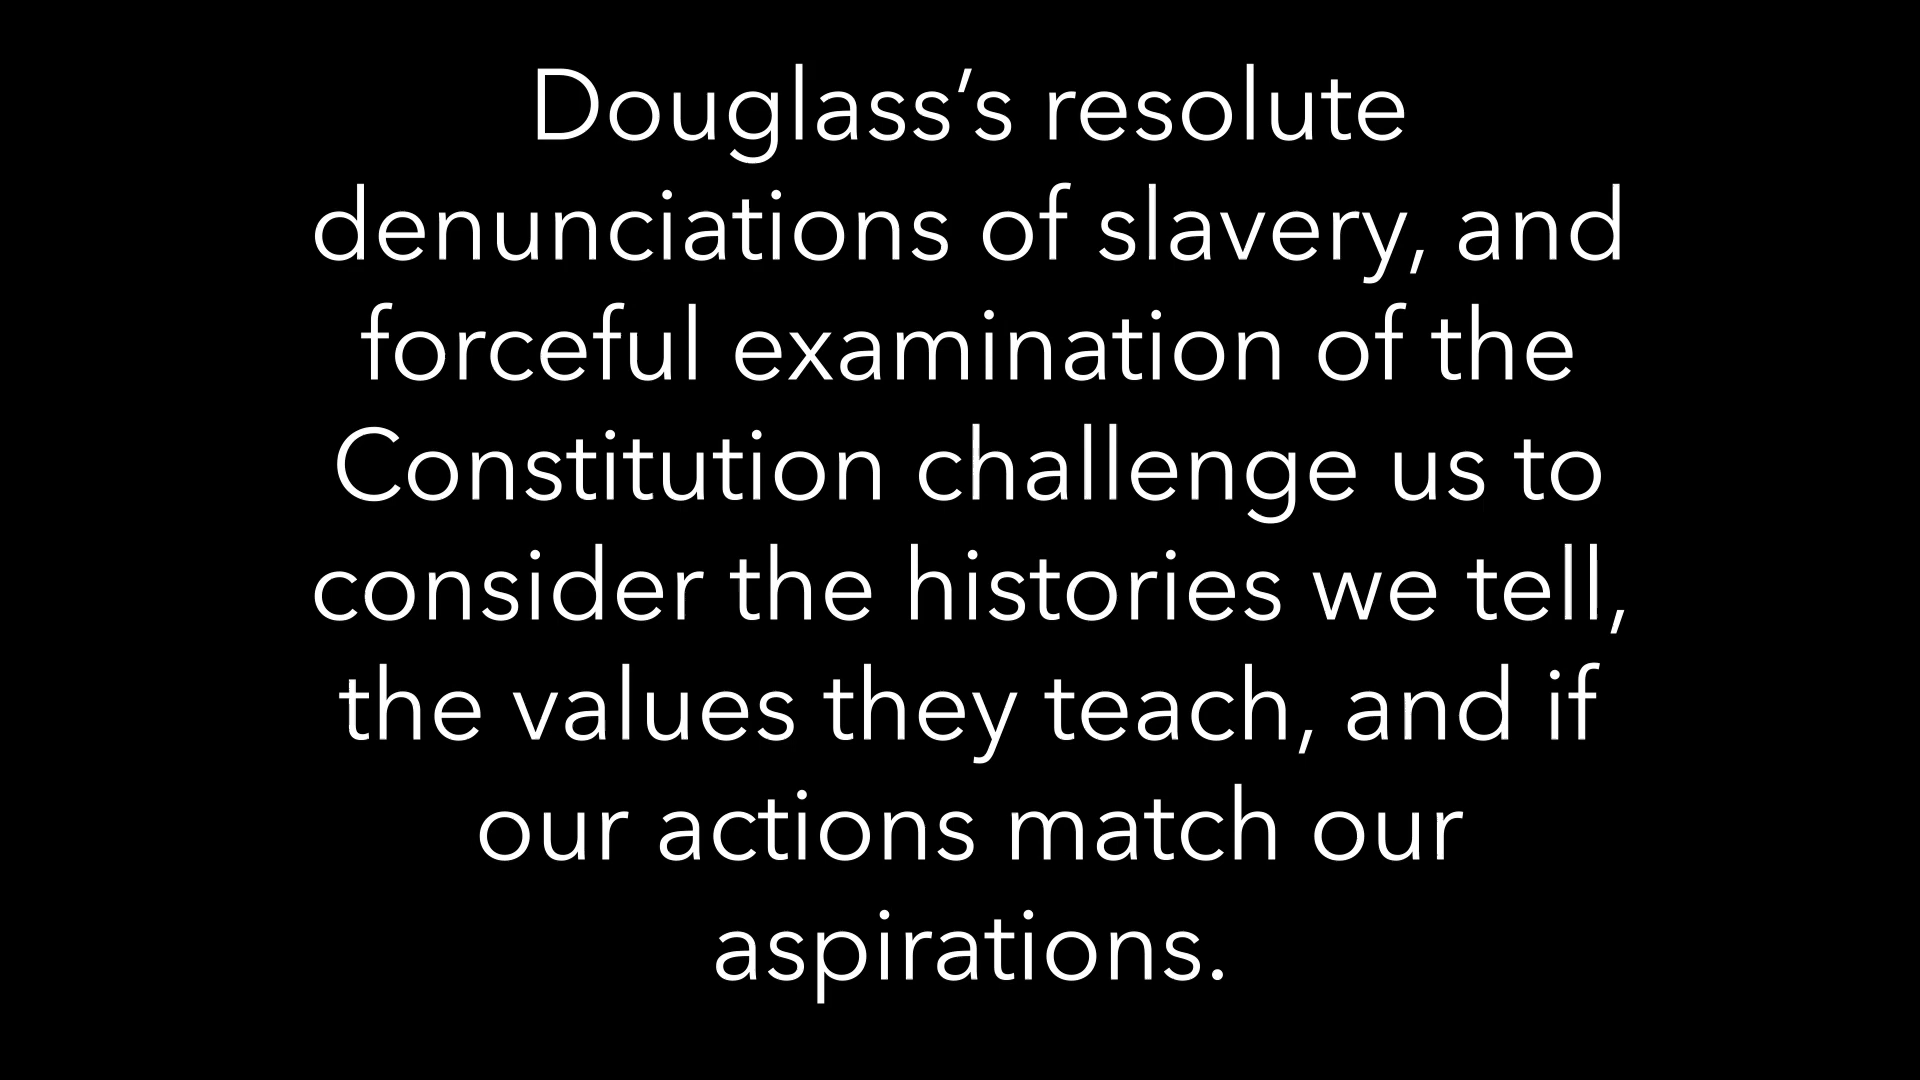 Douglass’s resolute
denunciations of slavery, and
forceful examination of the
Constitution challenge us to
consider the histories we tell,
the values they teach, and if
our actions match our
aspirations.